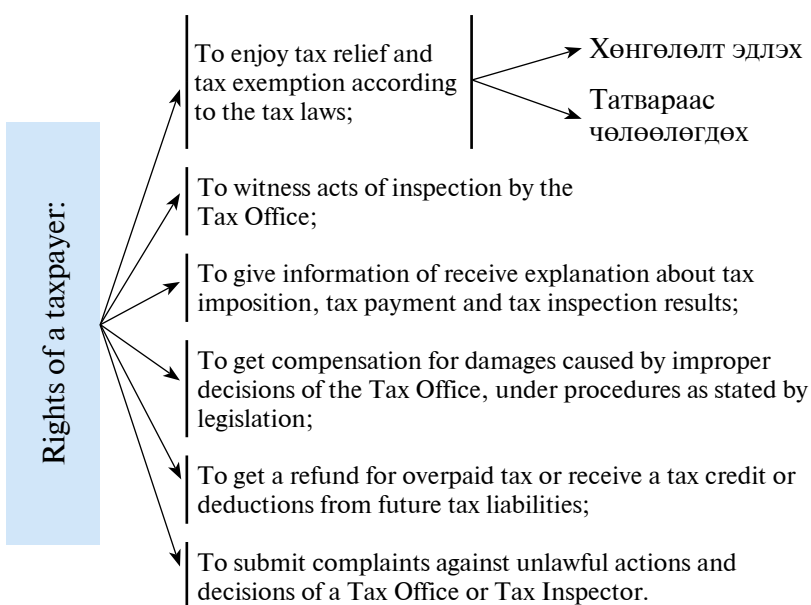 Rights of a taxpayer:
To enjoy tax relief and
tax exemption according
to the tax laws;
Хөнгөлөлт эдлэх
Татвараас
чөлөөлөгдөх
To witness acts of inspection by the
Tax Office;
To give information of receive explanation about tax
imposition, tax payment and tax inspection results;
To get compensation for damages caused by improper
decisions of the Tax Office, under procedures as stated by
legislation;
To get a refund for overpaid tax or receive a tax credit or
deductions from future tax liabilities;
To submit complaints against unlawful actions and
decisions of a Tax Office or Tax Inspector.